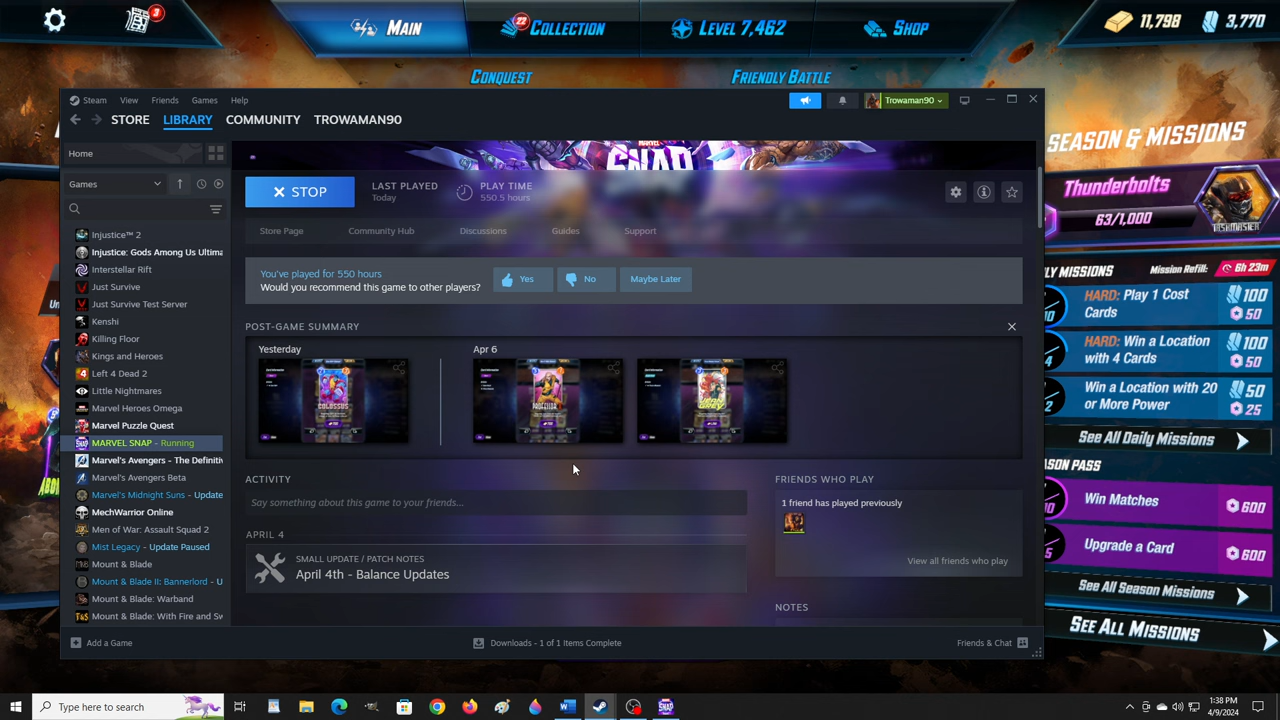 3
MAIN
22
COLLECTION
LEVEL 7,462
SHOP
11,798
3,770
CONQUEST
FRIENDLY BATTLE
Steam
View
Friends
Games
Help
Trowaman90
STORE
LIBRARY
COMMUNITY
TROWAMAN90
Home
MARVEL
SNAP
Games
STOP
LAST PLAYED
Today
PLAY TIME
550.5 hours
Store Page
Community Hub
Discussions
Guides
Support
You've played for 550 hours
Would you recommend this game to other players?
Yes
No
Maybe Later
POST-GAME SUMMARY
Yesterday
Apr 6
COLOSSUS
PROFESSOR
JEAN GREY
ACTIVITY
Say something about this game to your friends...
APRIL 4
SMALL UPDATE / PATCH NOTES
April 4th - Balance Updates
FRIENDS WHO PLAY
1 friend has played previously
View all friends who play
NOTES
Injustice™ 2
Injustice: Gods Among Us Ultima
Interstellar Rift
Just Survive
Just Survive Test Server
Kenshi
Killing Floor
Kings and Heroes
Left 4 Dead 2
Little Nightmares
Marvel Heroes Omega
Marvel Puzzle Quest
MARVEL SNAP - Running
Marvel's Avengers - The Definitiv
Marvel's Avengers Beta
Marvel's Midnight Suns - Update
MechWarrior Online
Men of War: Assault Squad 2
Mist Legacy - Update Paused
Mount & Blade
Mount & Blade II: Bannerlord - U
Mount & Blade: Warband
Mount & Blade: With Fire and Sw
Add a Game
Downloads - 1 of 1 Items Complete
Friends & Chat
SEASON & MISSIONS
Thunderbolts
63/1,000
TASKMASTER
LY MISSIONS
Mission Refill:
6h 23m
HARD: Play 1 Cost
Cards
100
50
HARD: Win a Location
with 4 Cards
100
50
Win a Location with 20
or More Power
50
25
See All Daily Missions
ASON PASS
Win Matches
600
Upgrade a Card
600
See All Season Missions
SEE ALL MISSIONS
Type here to search
1:38 PM
4/9/2024